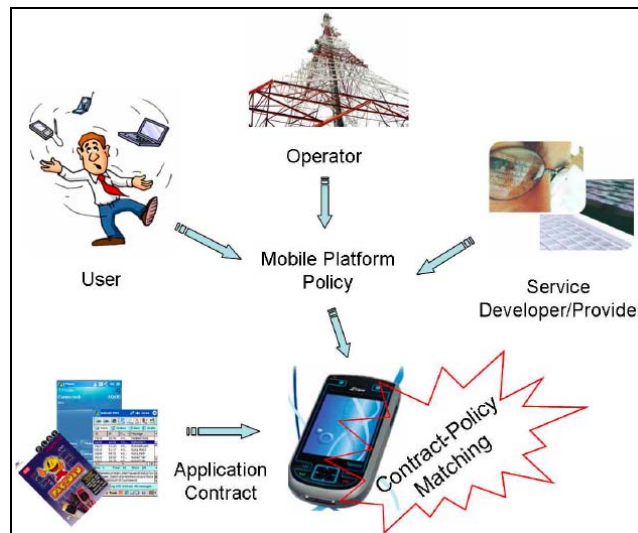 Operator
User
Mobile Platform
Policy
Service
Developer/Provide
Application
Contract
Contract-Policy
Matching